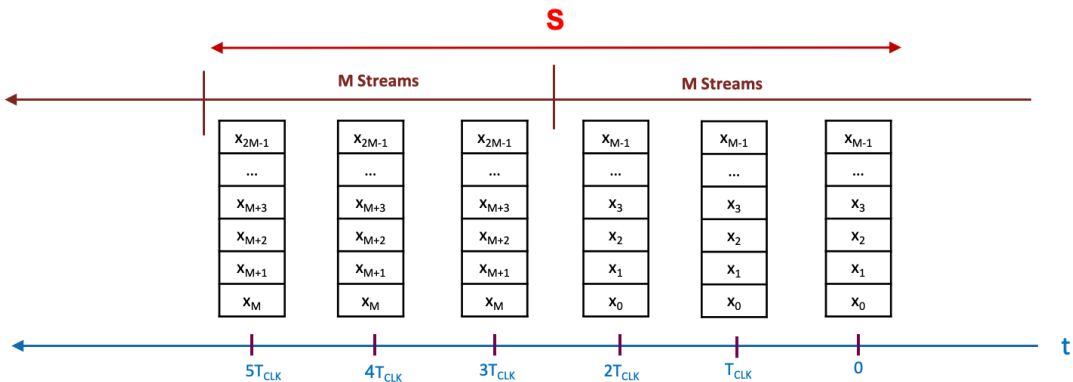 S
M Streams M Streams
x2M-1 x2M-1 x2M-1 xM-1 xM-1 xM-1
... ... ... ... ... ...
xM+3 xM+3 xM+3 x3 x3 x3
xM+2 xM+2 xM+2 x2 x2 x2
xM+1 xM+1 xM+1 x1 x1 x1
xM xM xM x0 x0 x0
5TCLK 4TCLK 3TCLK 2TCLK TCLK 0 t